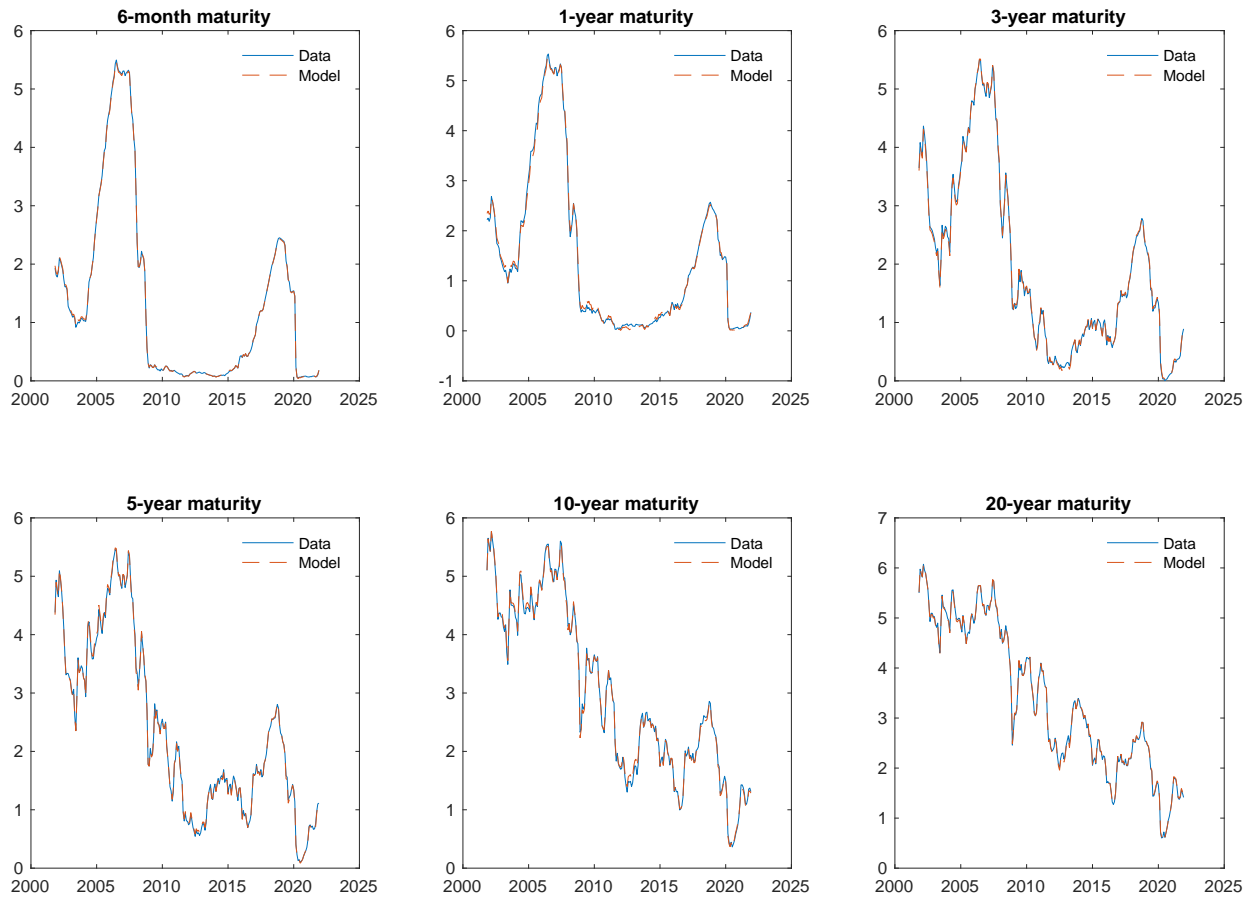 6-month maturity
6
5
4
3
2
1
0
2000 2005 2010 2015 2020 2025
Data
Model
1-year maturity
6
5
4
3
2
1
0
-1
2000 2005 2010 2015 2020 2025
Data
Model
3-year maturity
6
5
4
3
2
1
0
2000 2005 2010 2015 2020 2025
Data
Model
5-year maturity
6
5
4
3
2
1
0
2000 2005 2010 2015 2020 2025
Data
Model
10-year maturity
6
5
4
3
2
1
0
2000 2005 2010 2015 2020 2025
Data
Model
20-year maturity
7
6
5
4
3
2
1
0
2000 2005 2010 2015 2020 2025
Data
Model